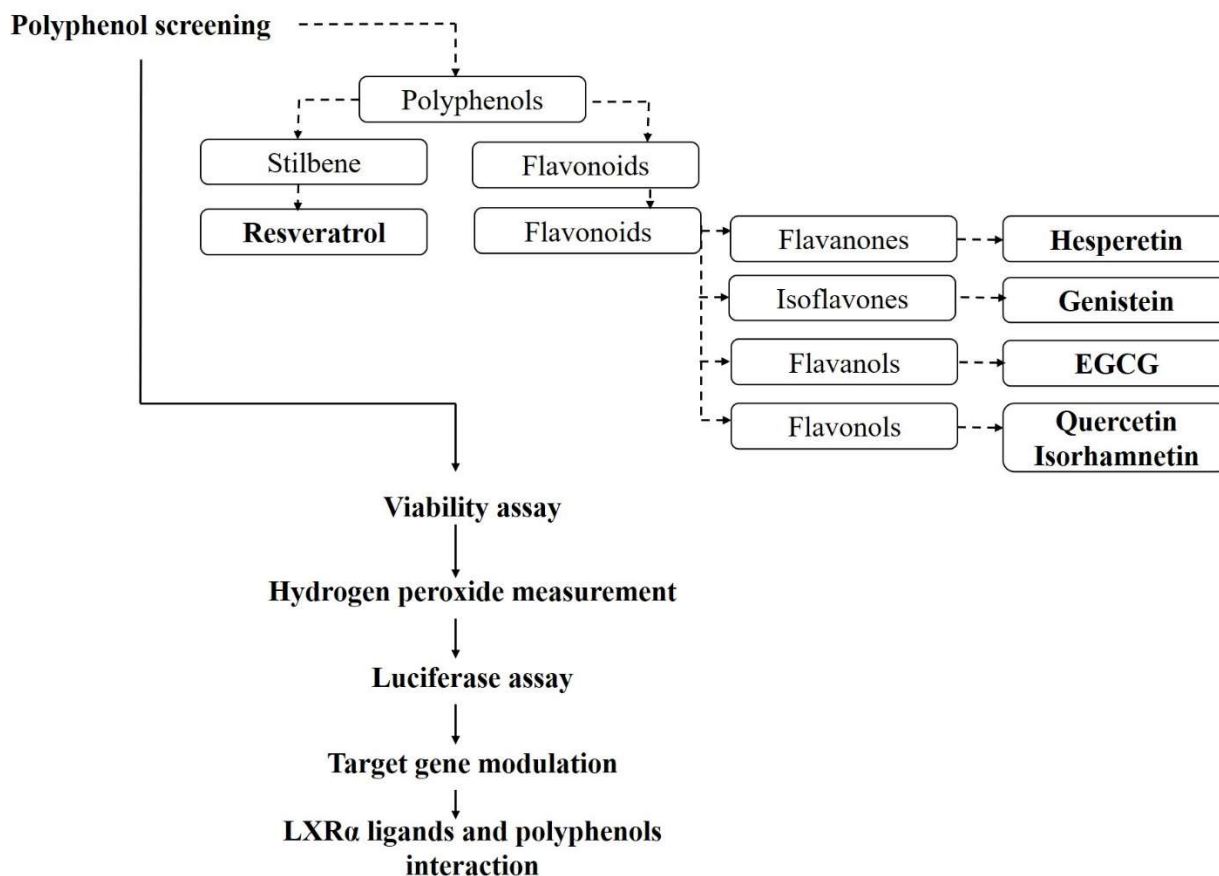 Polyphenol screening
Polyphenols
Stilbene
Flavonoids
Resveratrol
Flavonoids
Flavanones
Hesperetin
Isoflavones
Genistein
Flavanols
EGCG
Flavonols
Quercetin
Isorhamnetin
Viability assay
Hydrogen peroxide measurement
Luciferase assay
Target gene modulation
LXRα ligands and polyphenols
interaction